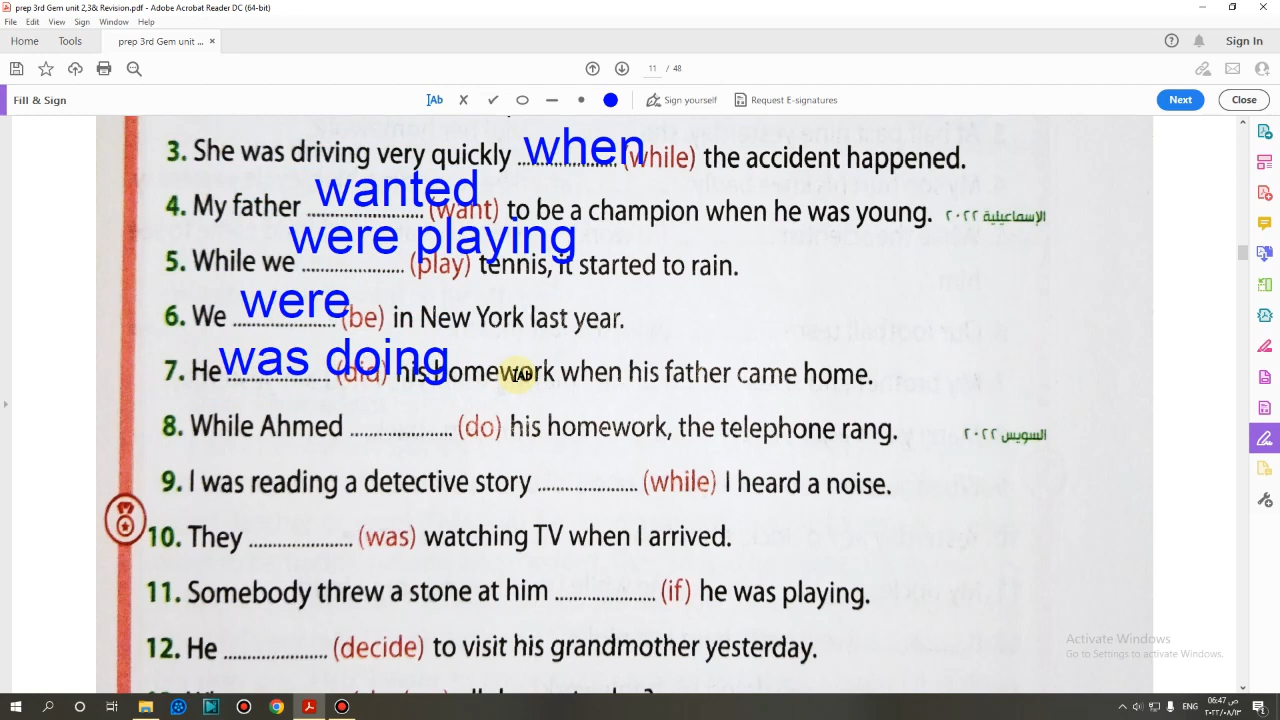 prep 3rd Gem unit 2,3& Revision.pdf - Adobe Acrobat Reader DC (64-bit)
File Edit View Sign Window Help
Home Tools prep 3rd Gem unit ... × Sign In
11 / 48
Fill & Sign Ab Sign yourself Request E-signatures Next Close
3. She was driving very quickly .................... when (while) the accident happened.
4. My father ....................... wanted (want) to be a champion when he was young. الإسماعيلية ٢٠٢٢
5. While we .................... were playing (play) tennis, it started to rain.
6. We .................... were (be) in New York last year.
7. He .................... was doing (did) his homework when his father came home.
8. While Ahmed .................... (do) his homework, the telephone rang. السويس ٢٠٢٢
9. I was reading a detective story .................... (while) I heard a noise.
10. They .................... (was) watching TV when I arrived.
11. Somebody threw a stone at him .................... (if) he was playing.
12. He .................... (decide) to visit his grandmother yesterday.
Activate Windows
Go to Settings to activate Windows.
ENG
06:47 ص
٢٠٢٢/٠٨/١٣